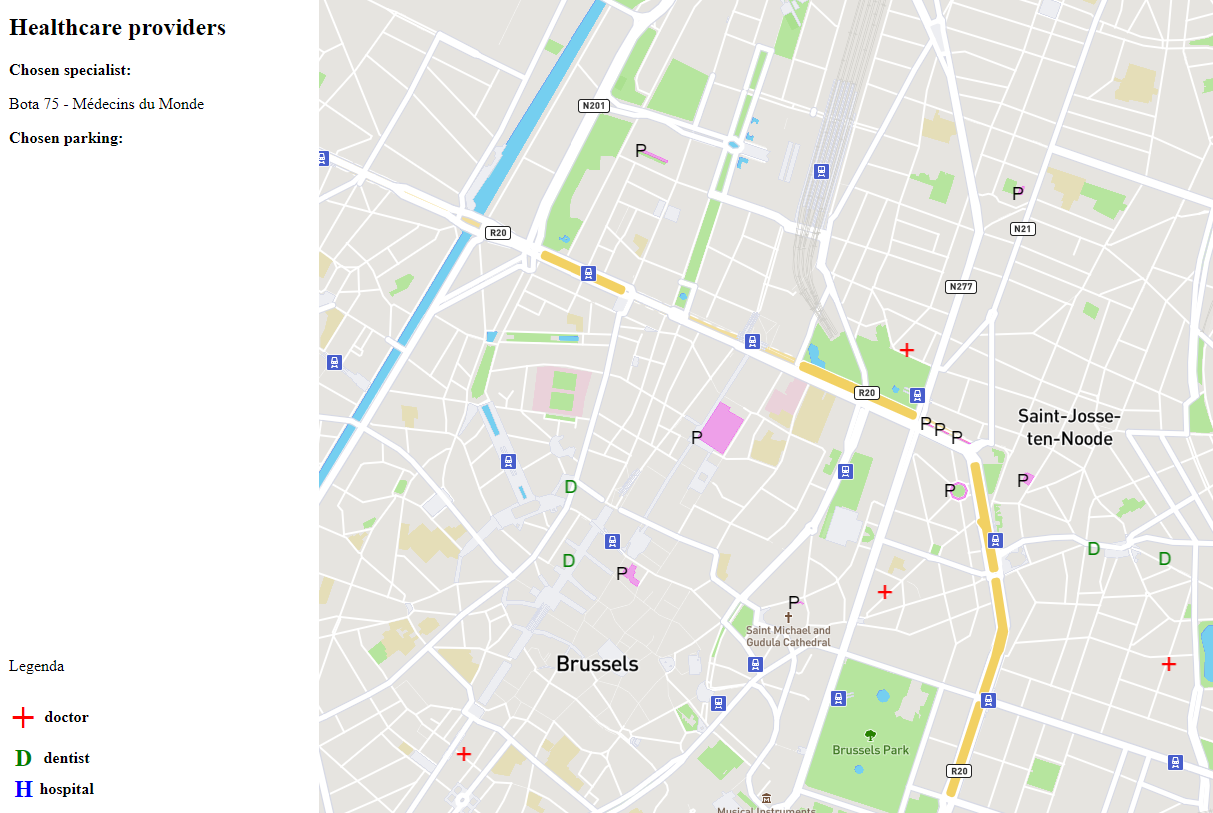 Healthcare providers
Chosen specialist:
Bota 75 - Médecins du Monde
Chosen parking:
Legenda
doctor
D dentist
H hospital
N201
P
P
R20
N21
N277
R20
Saint-Josse-
ten-Noode
P
P
P
P
P
P
D
D
D
D
P
P
Saint Michael and
Gudula Cathedral
Brussels
Brussels Park
R20
Musical Instruments